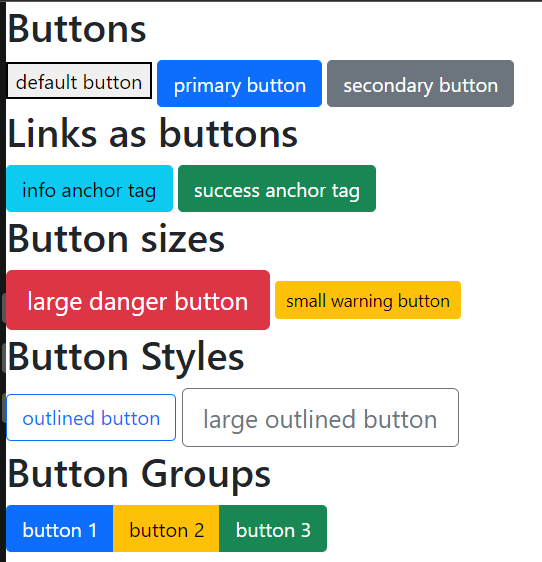 Buttons
default button primary button secondary button
Links as buttons
info anchor tag success anchor tag
Button sizes
large danger button small warning button
Button Styles
outlined button large outlined button
Button Groups
button 1 button 2 button 3